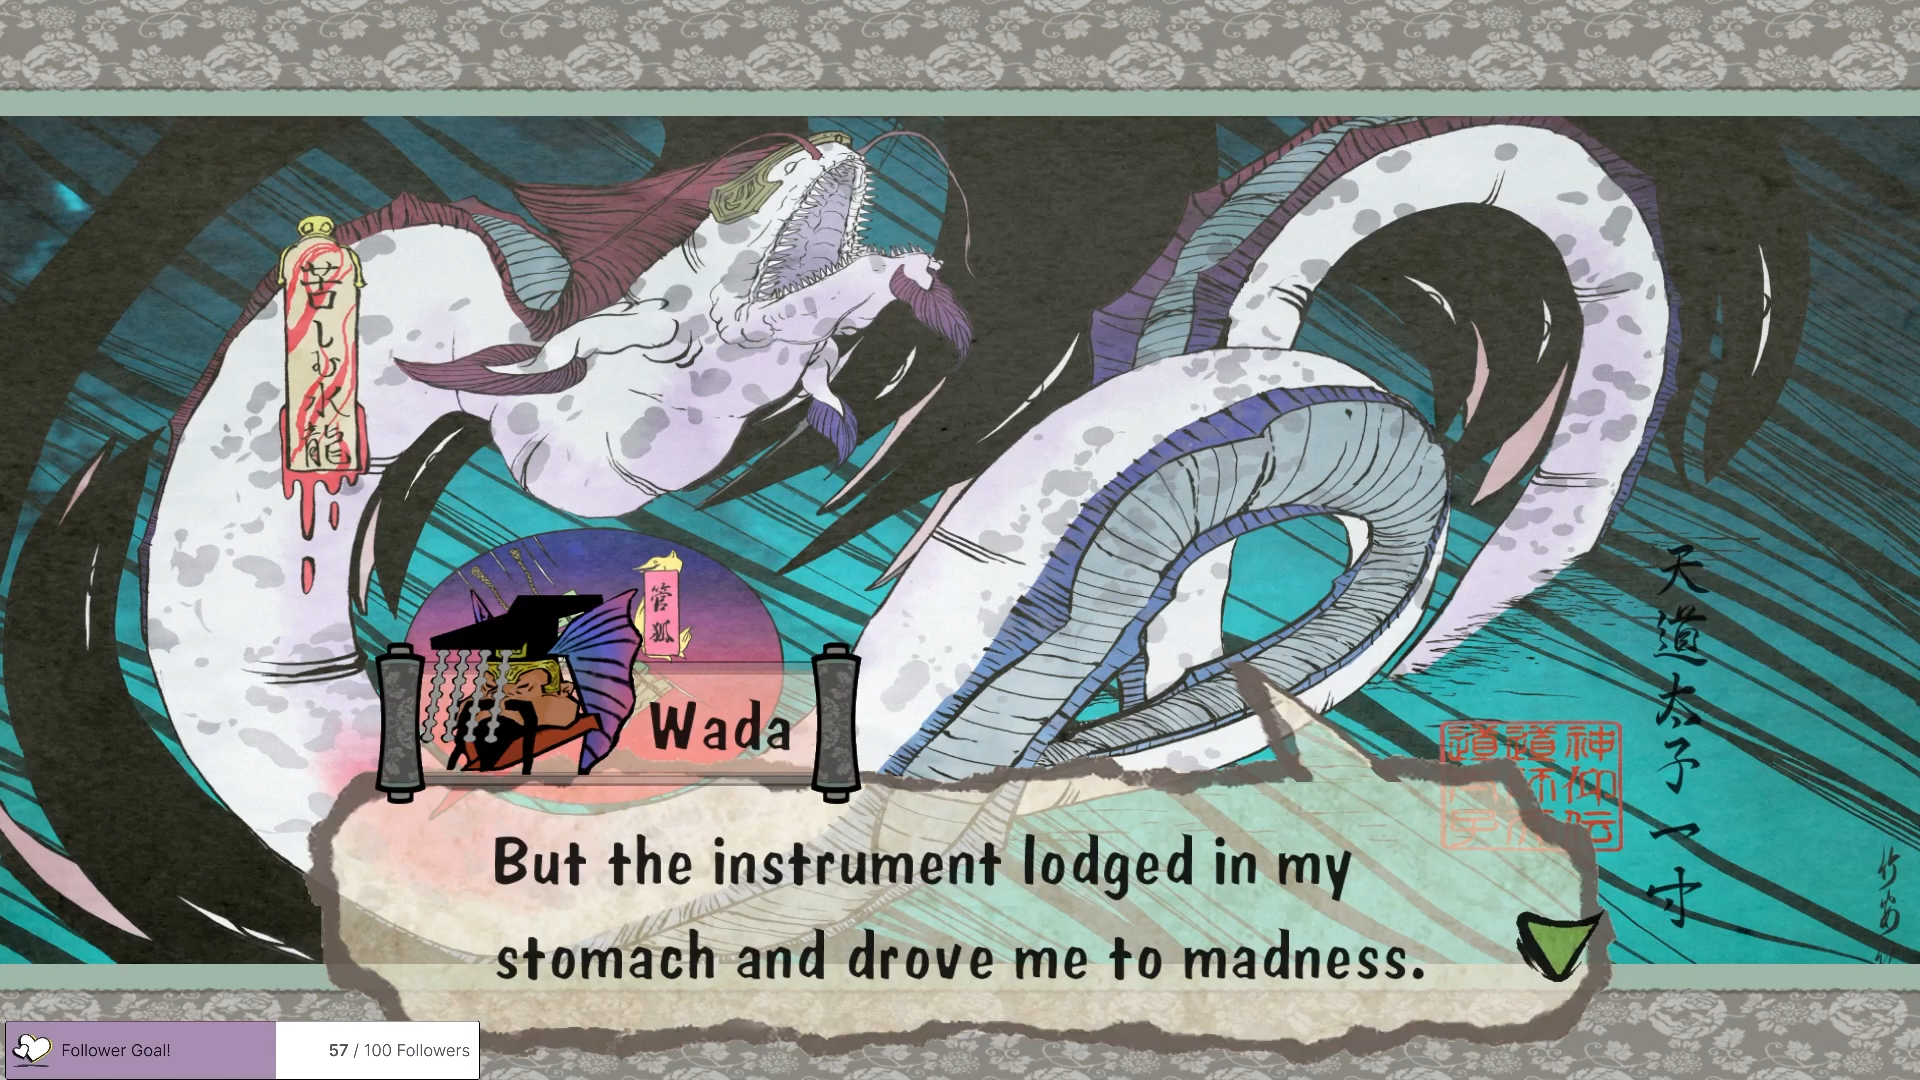 苦しむ水龍
管狐
Wada
But the instrument lodged in my
stomach and drove me to madness.
天道太子一寸
Follower Goal!
57 / 100 Followers